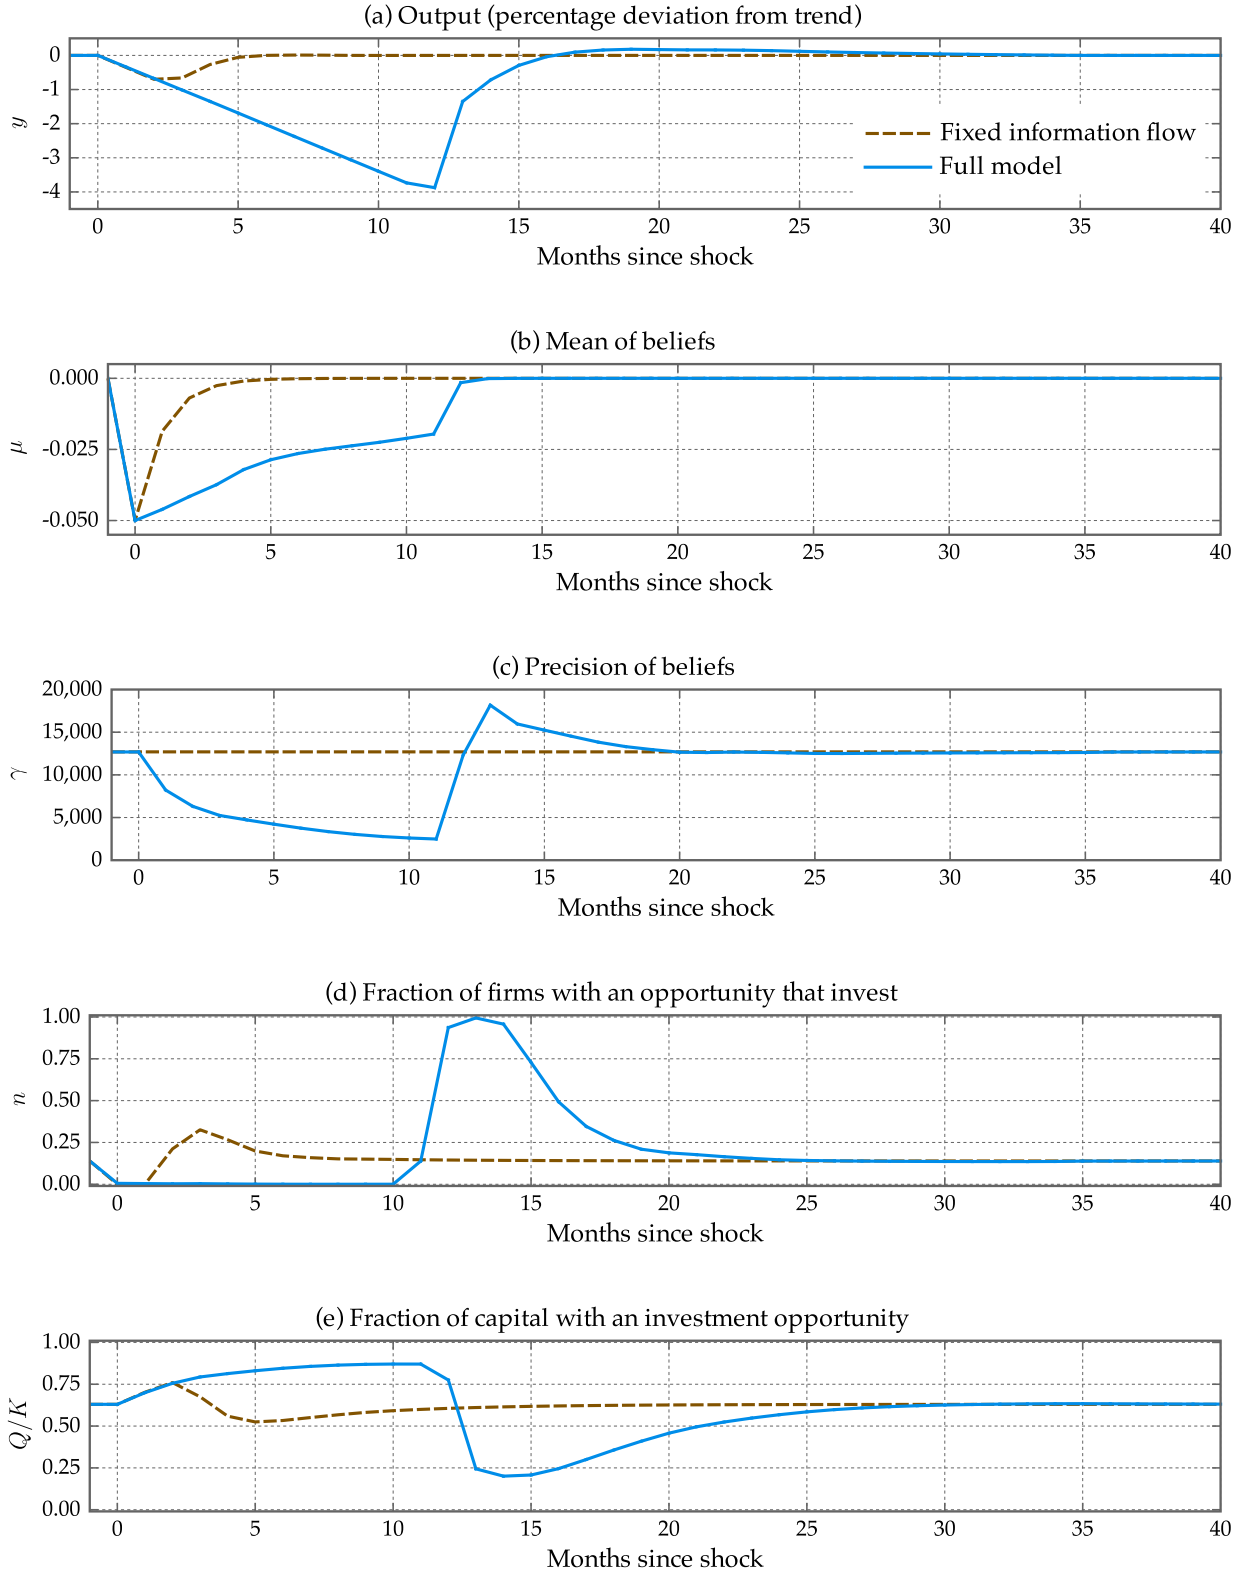 (a) Output (percentage deviation from trend)
0
-1
-2
-3
-4
y
Fixed information flow
Full model
0 5 10 15 20 25 30 35 40
Months since shock
(b) Mean of beliefs
0.000
-0.025
-0.050
μ
0 5 10 15 20 25 30 35 40
Months since shock
(c) Precision of beliefs
20,000
15,000
10,000
5,000
0
γ
0 5 10 15 20 25 30 35 40
Months since shock
(d) Fraction of firms with an opportunity that invest
1.00
0.75
0.50
0.25
0.00
n
0 5 10 15 20 25 30 35 40
Months since shock
(e) Fraction of capital with an investment opportunity
1.00
0.75
0.50
0.25
0.00
Q/K
0 5 10 15 20 25 30 35 40
Months since shock